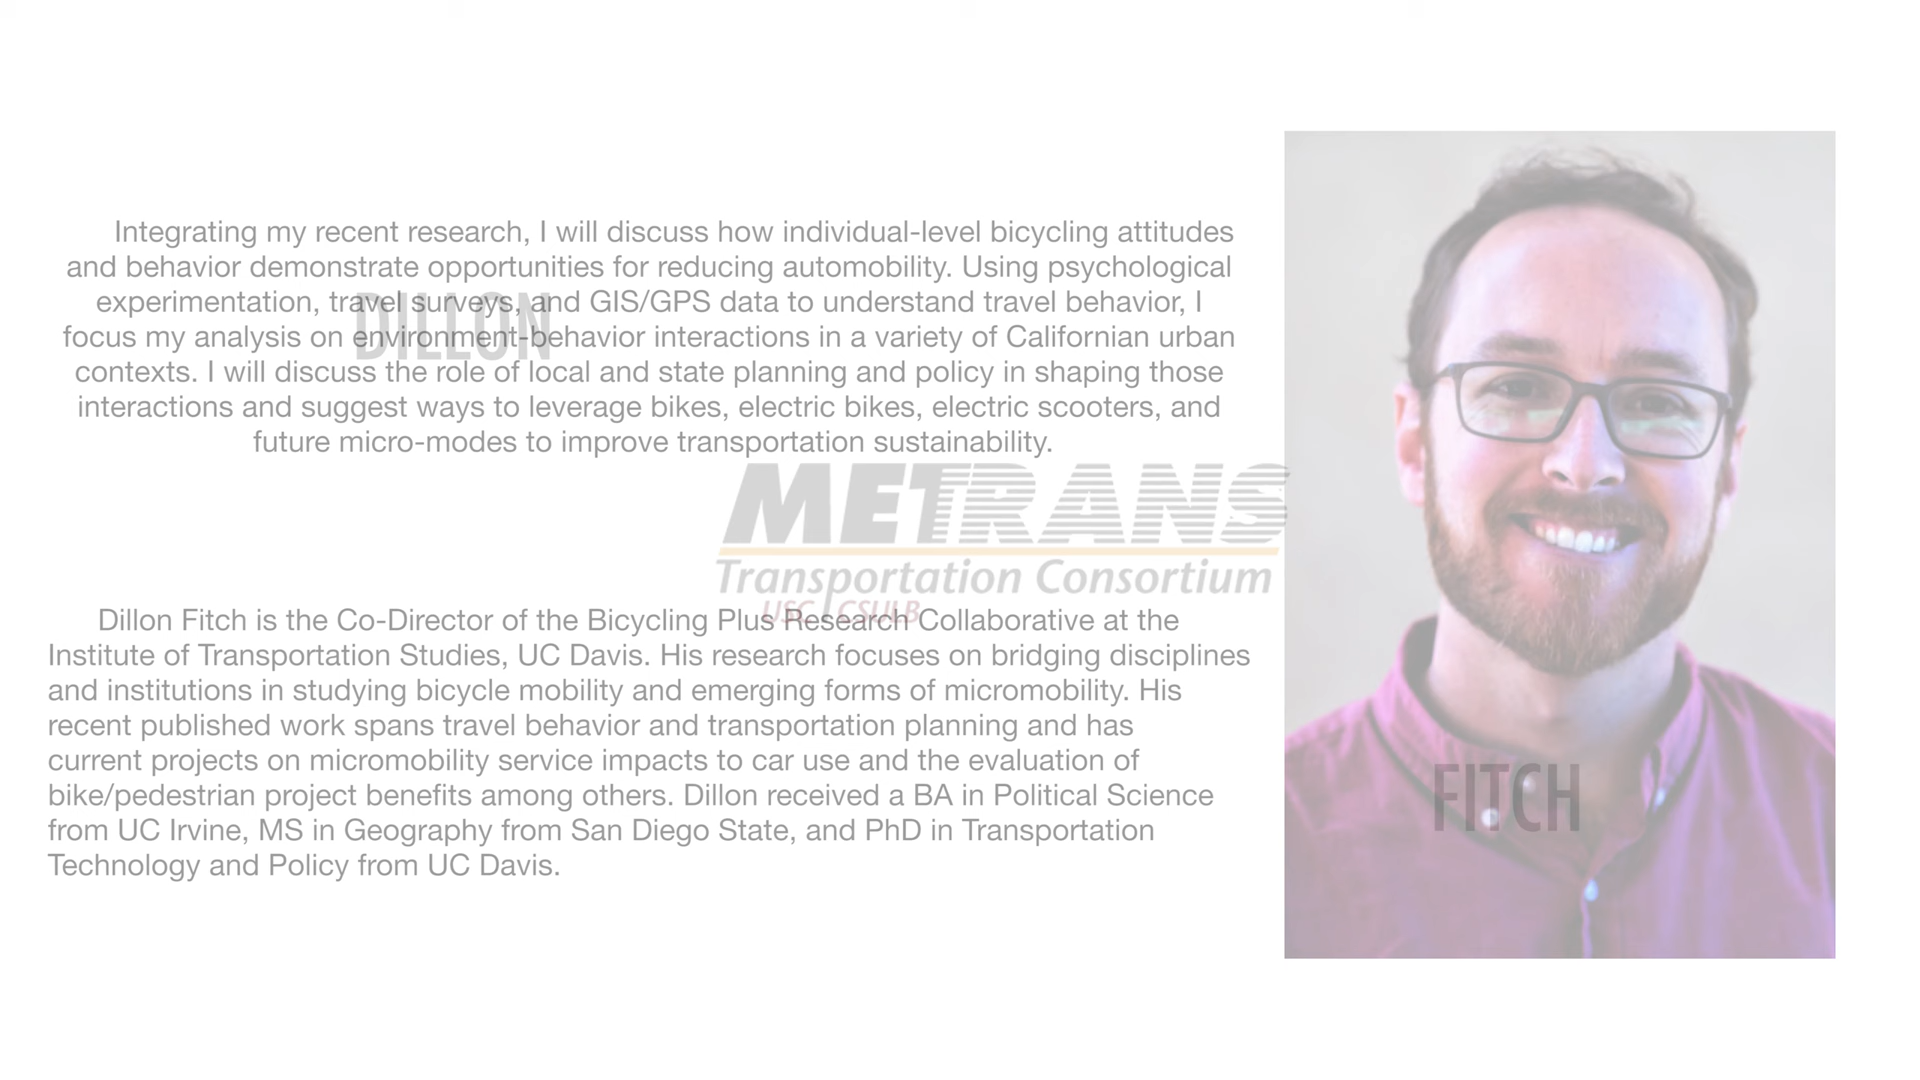 Integrating my recent research, I will discuss how individual-level bicycling attitudes
and behavior demonstrate opportunities for reducing automobility. Using psychological
experimentation, travel surveys, and GIS/GPS data to understand travel behavior, I
focus my analysis on environment-behavior interactions in a variety of Californian urban
contexts. I will discuss the role of local and state planning and policy in shaping those
interactions and suggest ways to leverage bikes, electric bikes, electric scooters, and
future micro-modes to improve transportation sustainability.
DILLON
METRANS
Transportation Consortium
USC | CSULB
Dillon Fitch is the Co-Director of the Bicycling Plus Research Collaborative at the
Institute of Transportation Studies, UC Davis. His research focuses on bridging disciplines
and institutions in studying bicycle mobility and emerging forms of micromobility. His
recent published work spans travel behavior and transportation planning and has
current projects on micromobility service impacts to car use and the evaluation of
bike/pedestrian project benefits among others. Dillon received a BA in Political Science
from UC Irvine, MS in Geography from San Diego State, and PhD in Transportation
Technology and Policy from UC Davis.
FITCH